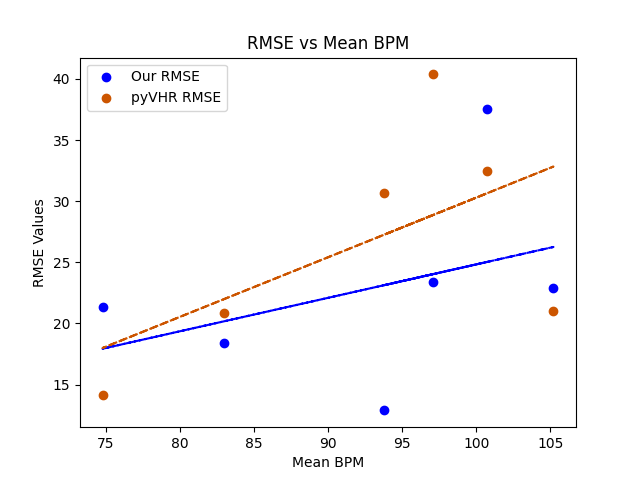 RMSE vs Mean BPM
Our RMSE
pyVHR RMSE
RMSE Values
40
35
30
25
20
15
75 80 85 90 95 100 105
Mean BPM